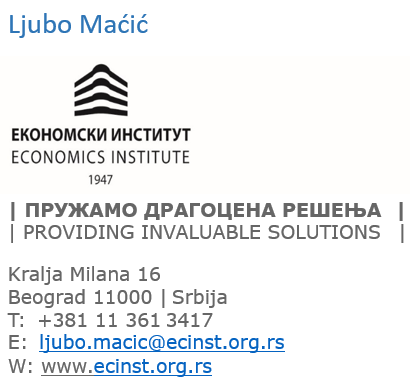 Ljubo Maćić
ЕКОНОМСКИ ИНСТИТУТ
ECONOMICS INSTITUTE
1947
| ПРУЖАМО ДРАГОЦЕНА РЕШЕЊА |
| PROVIDING INVALUABLE SOLUTIONS |
Kralja Milana 16
Beograd 11000 | Srbija
T: +381 11 361 3417
E: ljubo.macic@ecinst.org.rs
W: www.ecinst.org.rs